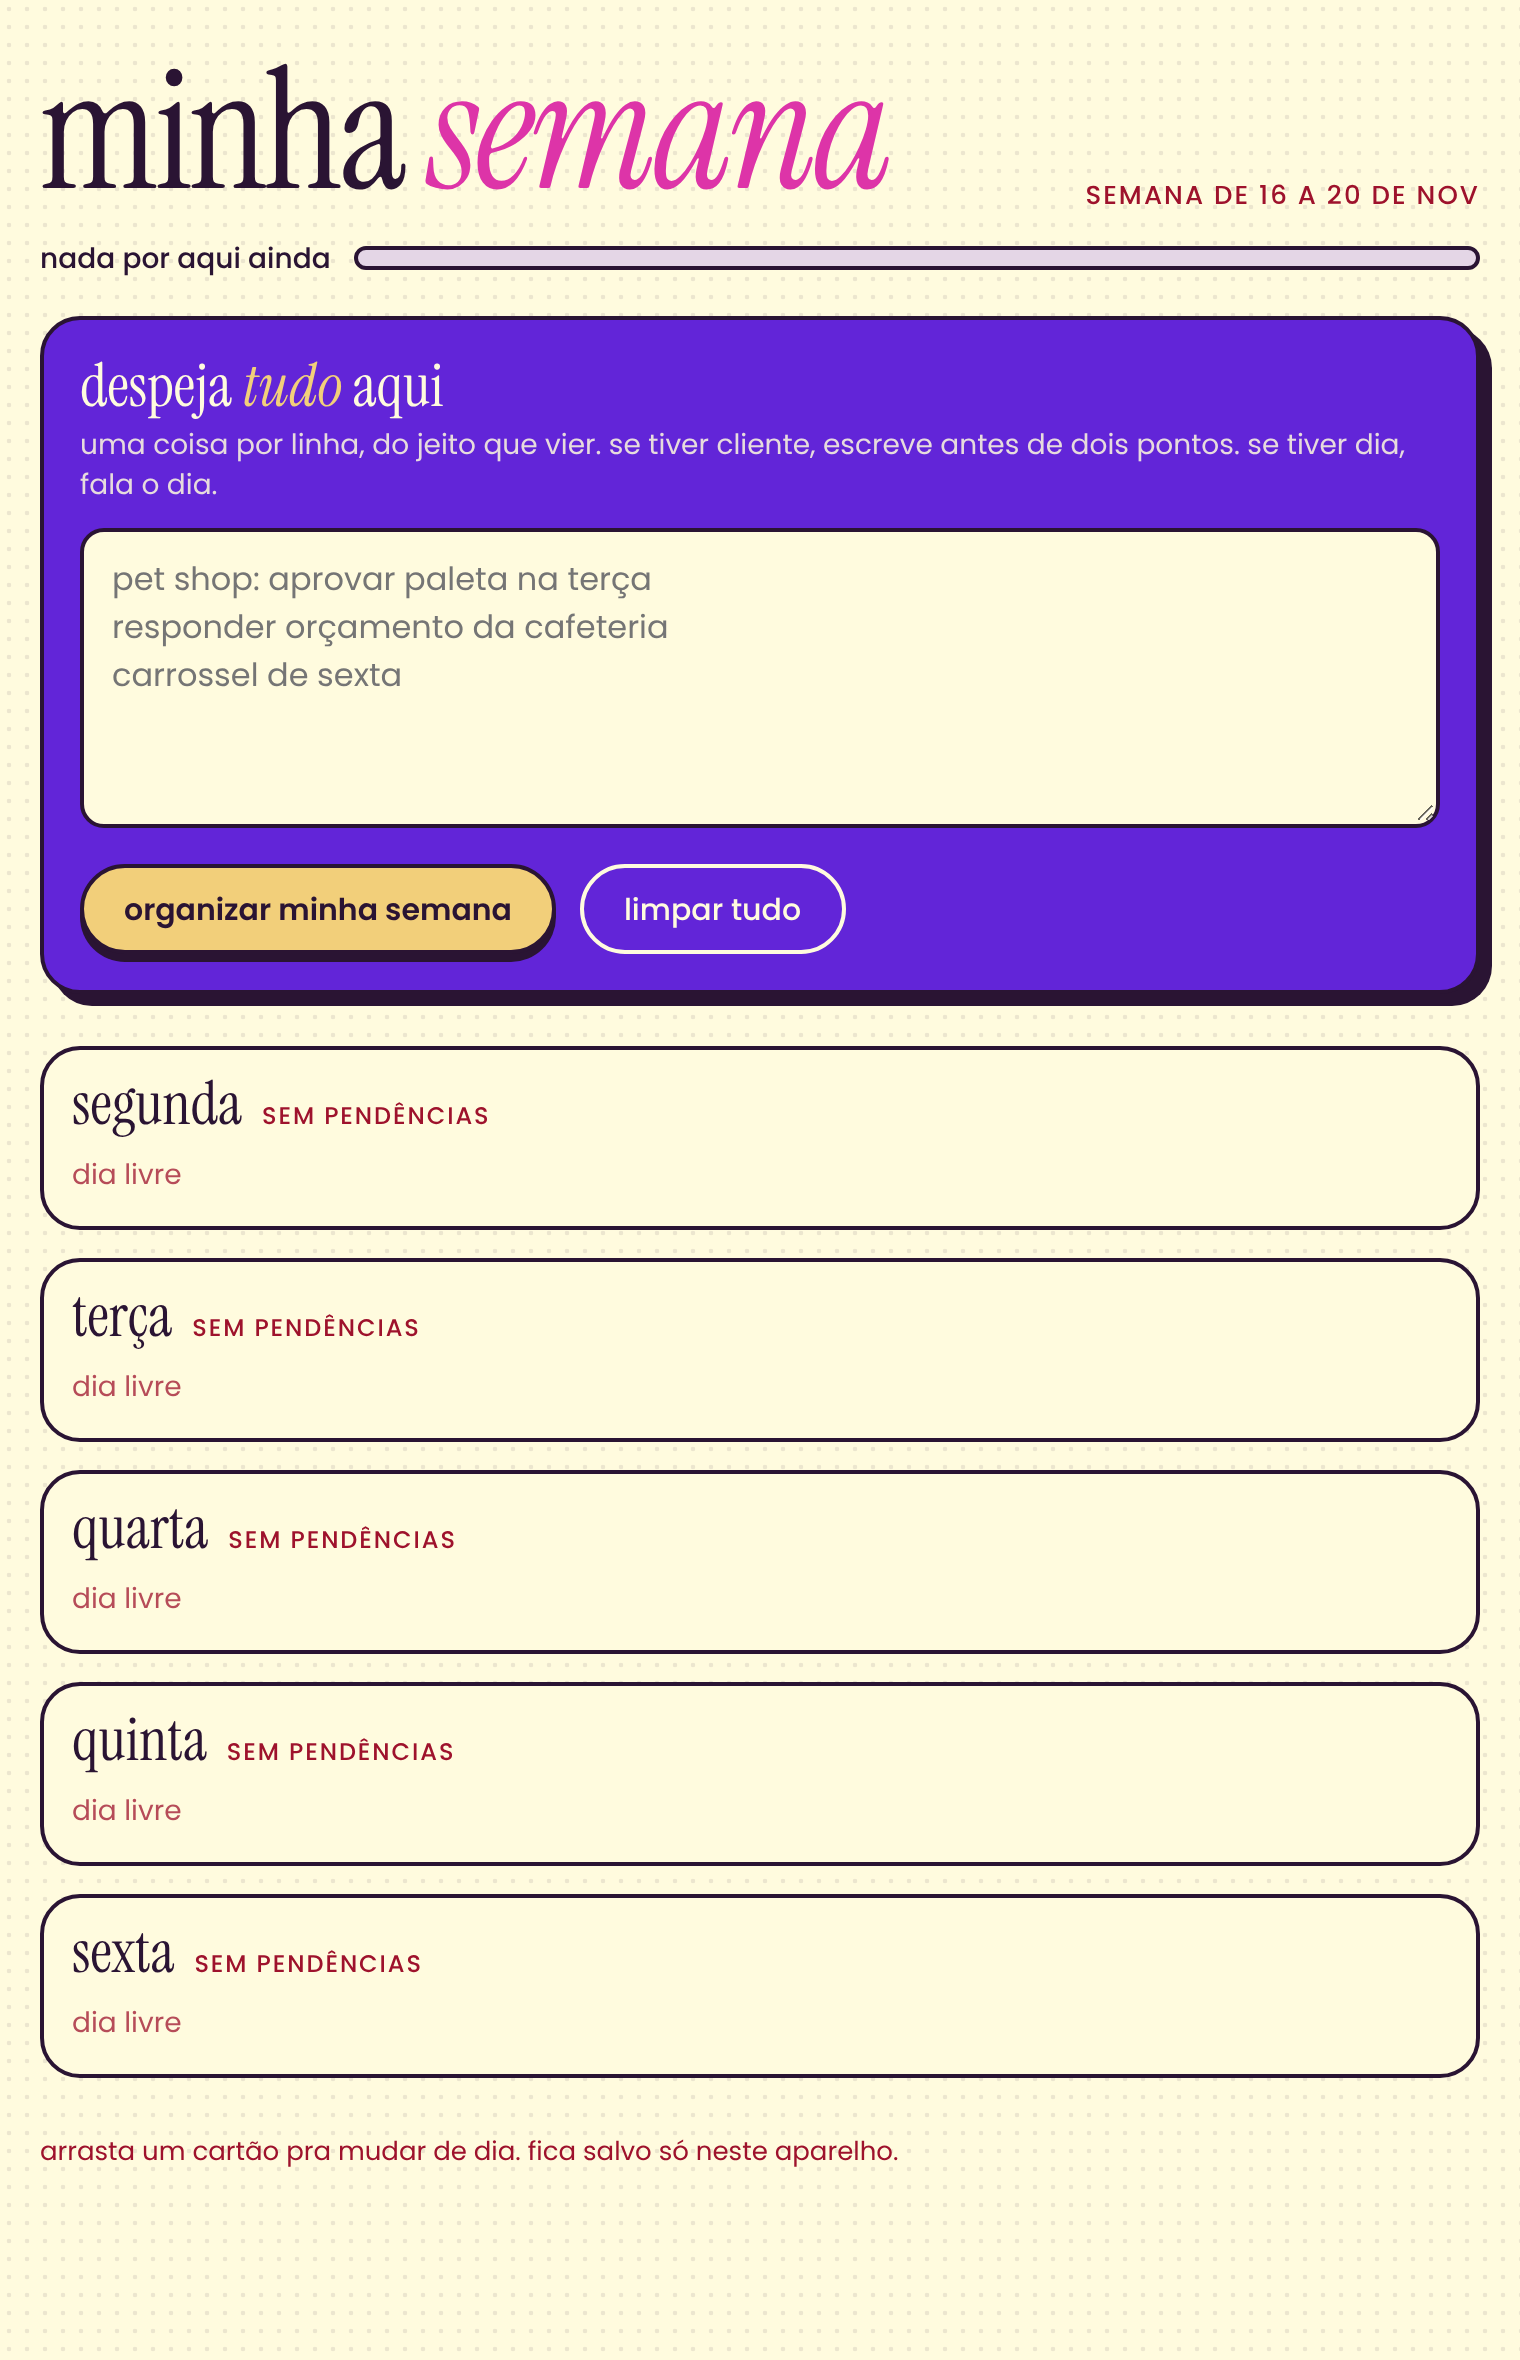 minha semana
SEMANA DE 16 A 20 DE NOV
nada por aqui ainda
despeja tudo aqui
uma coisa por linha, do jeito que vier. se tiver cliente, escreve antes de dois pontos. se tiver dia,
fala o dia.
pet shop: aprovar paleta na terça
responder orçamento da cafeteria
carrossel de sexta
organizar minha semana
limpar tudo
segunda SEM PENDÊNCIAS
dia livre
terça SEM PENDÊNCIAS
dia livre
quarta SEM PENDÊNCIAS
dia livre
quinta SEM PENDÊNCIAS
dia livre
sexta SEM PENDÊNCIAS
dia livre
arrasta um cartão pra mudar de dia. fica salvo só neste aparelho.